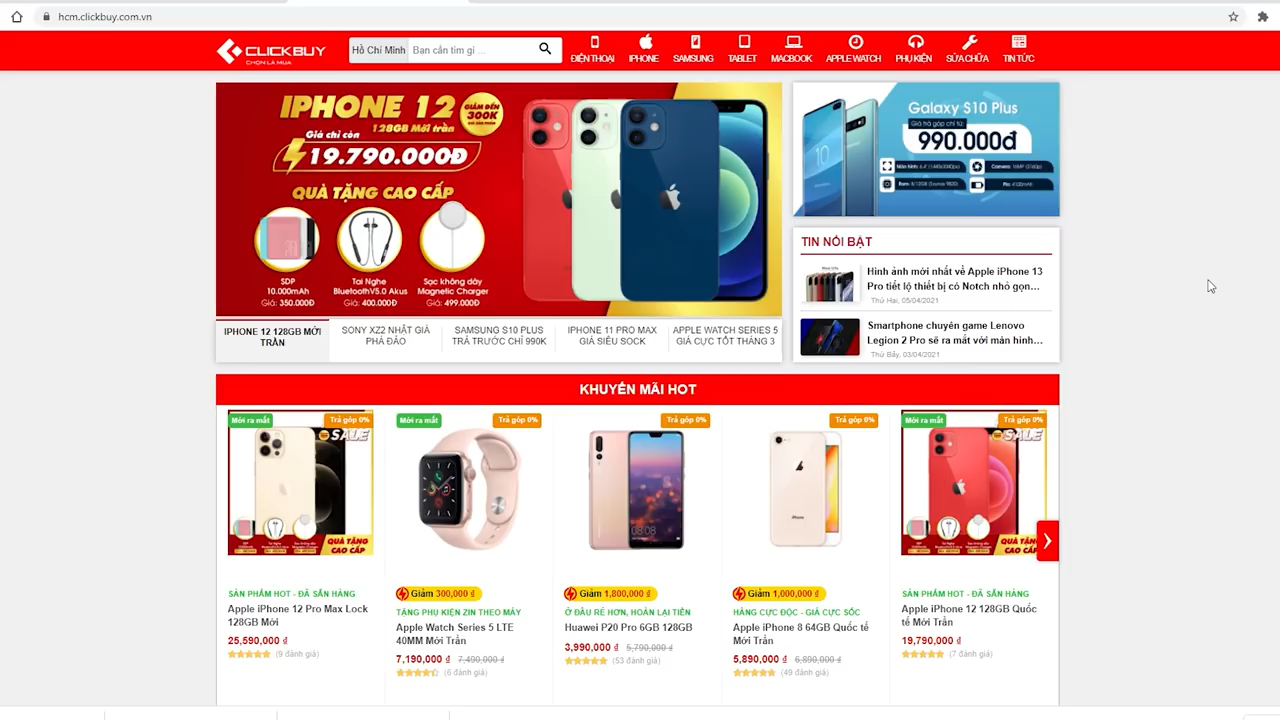 hcm.clickbuy.com.vn
CLICKBUY
CHỌN LÀ MUA
Hồ Chí Minh
Bạn cần tìm gì ...
ĐIỆN THOẠI
IPHONE
SAMSUNG
TABLET
MACBOOK
APPLE WATCH
PHỤ KIỆN
SỬA CHỮA
TIN TỨC
IPHONE 12
128GB Mới trần
GIẢM ĐẾN
300K
Giá chỉ còn
19.790.000Đ
QUÀ TẶNG CAO CẤP
SDP
10.000mAh
Giá: 350.000Đ
Tai Nghe
BluetoothV5.0 Akus
Giá: 400.000Đ
Sạc không dây
Magnetic Charger
Giá: 499.000Đ
IPHONE 12 128GB MỚI
TRẦN
SONY XZ2 NHẬT GIÁ
PHÁ ĐẢO
SAMSUNG S10 PLUS
TRẢ TRƯỚC CHỈ 990K
IPHONE 11 PRO MAX
GIÁ SIÊU SOCK
APPLE WATCH SERIES 5
GIÁ CỰC TỐT THÁNG 3
Galaxy S10 Plus
Giá trả góp chỉ từ:
990.000đ
TIN NỔI BẬT
Hình ảnh mới nhất về Apple iPhone 13
Pro tiết lộ thiết bị có Notch nhỏ gọn...
Thứ Hai, 05/04/2021
Smartphone chuyên game Lenovo
Legion 2 Pro sẽ ra mắt với màn hình...
Thứ Bảy, 03/04/2021
KHUYẾN MÃI HOT
Mới ra mắt
Trả góp 0%
SALE
QUÀ TẶNG
CAO CẤP
SẢN PHẨM HOT - ĐÃ SẴN HÀNG
Apple iPhone 12 Pro Max Lock
128GB Mới
25,590,000 ₫
(9 đánh giá)
Mới ra mắt
Trả góp 0%
Giảm 300,000 ₫
TẶNG PHỤ KIỆN ZIN THEO MÁY
Apple Watch Series 5 LTE
40MM Mới Trần
7,190,000 ₫ 7,490,000 ₫
(6 đánh giá)
Trả góp 0%
08:08
Giảm 1,800,000 ₫
Ở ĐÂU RẺ HƠN, HOÀN LẠI TIỀN
Huawei P20 Pro 6GB 128GB
3,990,000 ₫ 5,790,000 ₫
(53 đánh giá)
Trả góp 0%
iPhone
Giảm 1,000,000 ₫
HÀNG CỰC ĐỘC - GIÁ CỰC SỐC
Apple iPhone 8 64GB Quốc tế
Mới Trần
5,890,000 ₫ 6,890,000 ₫
(49 đánh giá)
Mới ra mắt
Trả góp 0%
SALE
QUÀ TẶNG
CAO CẤP
SẢN PHẨM HOT - ĐÃ SẴN HÀNG
Apple iPhone 12 128GB Quốc
tế Mới Trần
19,790,000 ₫
(7 đánh giá)